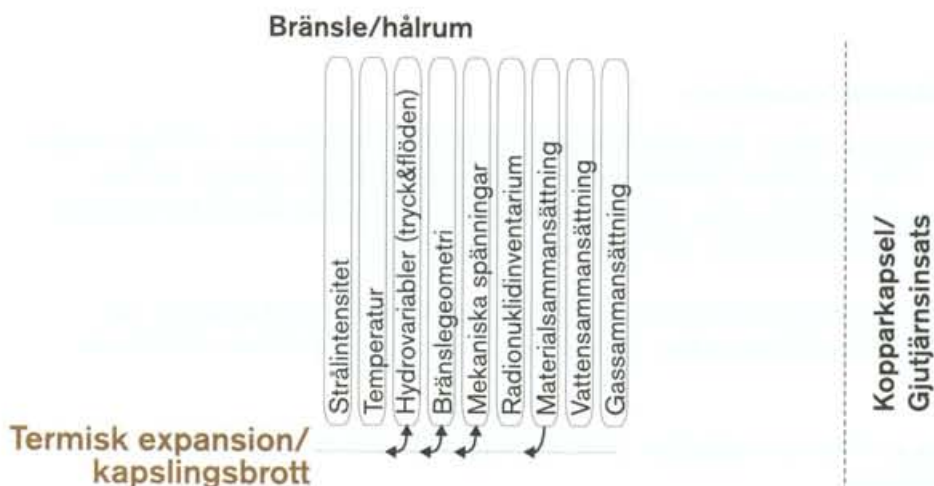 Bränsle/hålrum
Strålintensitet
Temperatur
Hydrovariabler (tryck&flöden)
Bränslegeometri
Mekaniska spänningar
Radionuklidinventarium
Materialsammansättning
Vattensammansättning
Gassammansättning
Kopparkapsel/
Gjutjärnsinsats
Termisk expansion/
kapslingsbrott